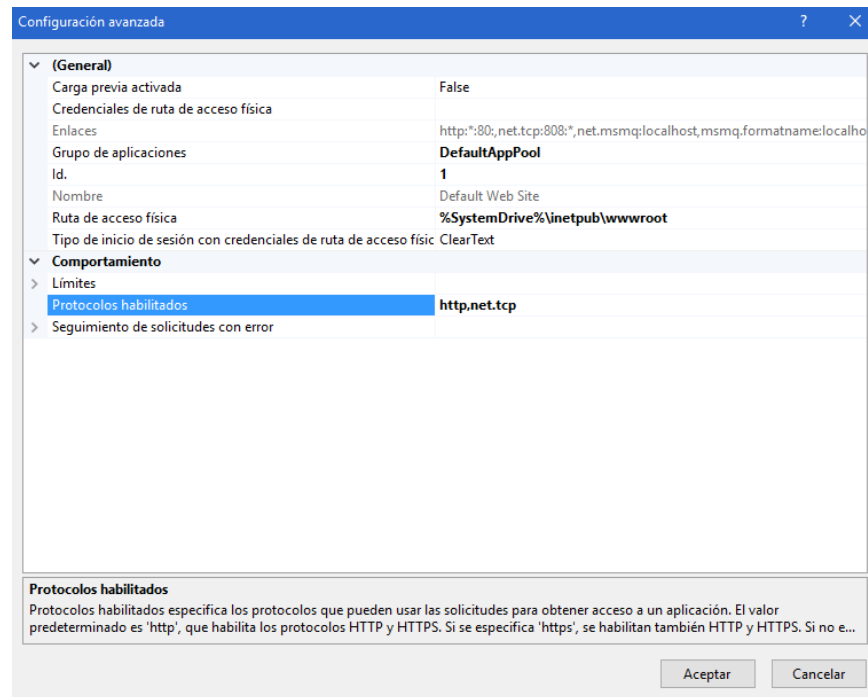 Configuración avanzada ?
(General)
Carga previa activada False
Credenciales de ruta de acceso física
Enlaces http:*:80:,net.tcp:808:*,net.msmq:localhost,msmq.formatname:localho
Grupo de aplicaciones DefaultAppPool
Id. 1
Nombre Default Web Site
Ruta de acceso física %SystemDrive%\inetpub\wwwroot
Tipo de inicio de sesión con credenciales de ruta de acceso físic ClearText
Comportamiento
Límites
Protocolos habilitados http,net.tcp
Seguimiento de solicitudes con error
Protocolos habilitados
Protocolos habilitados especifica los protocolos que pueden usar las solicitudes para obtener acceso a un aplicación. El valor
predeterminado es 'http', que habilita los protocolos HTTP y HTTPS. Si se especifica 'https', se habilitan también HTTP y HTTPS. Si no e...
Aceptar Cancelar